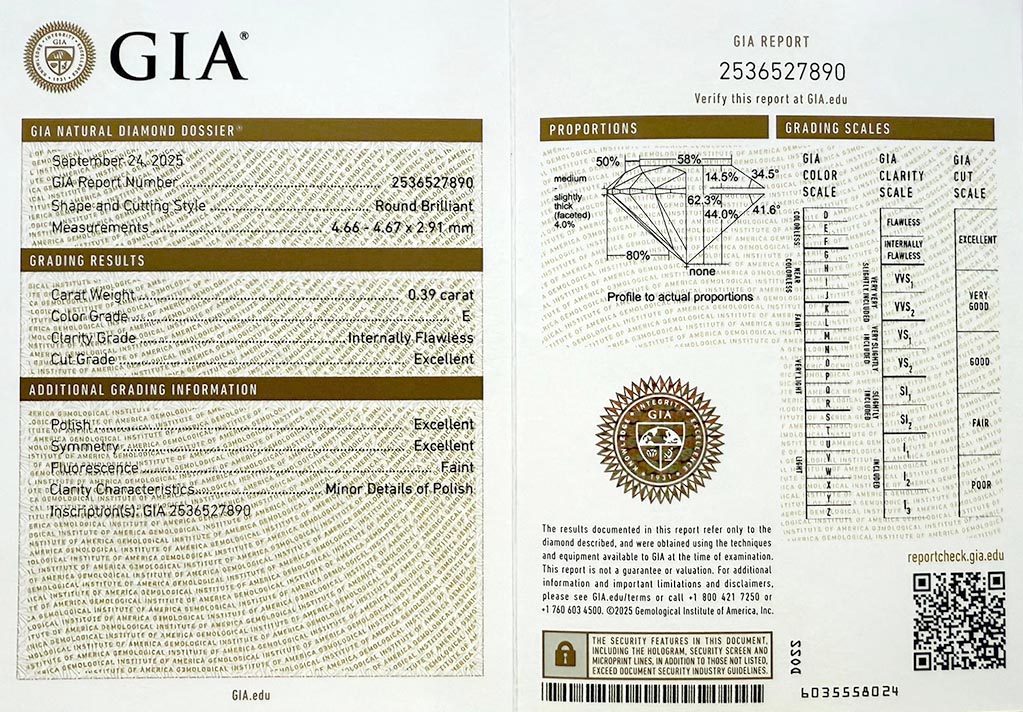 GIA®
GIA NATURAL DIAMOND DOSSIER®
September 24, 2025
GIA Report Number 2536527890
Shape and Cutting Style Round Brilliant
Measurements 4.66 - 4.67 x 2.91 mm
GRADING RESULTS
Carat Weight 0.39 carat
Color Grade E
Clarity Grade Internally Flawless
Cut Grade Excellent
ADDITIONAL GRADING INFORMATION
Polish Excellent
Symmetry Excellent
Fluorescence Faint
Clarity Characteristics Minor Details of Polish
Inscription(s): GIA 2536527890
GIA.edu
GIA REPORT
2536527890
Verify this report at GIA.edu
PROPORTIONS
50%
58%
14.5%
34.5°
medium
-
slightly
thick
(faceted)
4.0%
62.3%
44.0%
41.6°
80%
none
Profile to actual proportions
INTEGRITY
GIA
1931
The results documented in this report refer only to the
diamond described, and were obtained using the techniques
and equipment available to GIA at the time of examination.
This report is not a guarantee or valuation. For additional
information and important limitations and disclaimers,
please see GIA.edu/terms or call +1 800 421 7250 or
+1 760 603 4500. ©2025 Gemological Institute of America, Inc.
THE SECURITY FEATURES IN THIS DOCUMENT,
INCLUDING THE HOLOGRAM, SECURITY SCREEN AND
MICROPRINT LINES, IN ADDITION TO THOSE NOT LISTED,
EXCEED DOCUMENT SECURITY INDUSTRY GUIDELINES.
GRADING SCALES
GIA
COLOR
SCALE
COLORLESS
D
E
F
NEAR
COLORLESS
G
H
I
J
FAINT
K
L
M
VERY LIGHT
N
O
P
Q
R
LIGHT
S
T
U
V
W
X
Y
Z
GIA
CLARITY
SCALE
FLAWLESS
INTERNALLY
FLAWLESS
VERY VERY
SLIGHTLY INCLUDED
VVS1
VVS2
VERY SLIGHTLY
INCLUDED
VS1
VS2
SLIGHTLY
INCLUDED
SI1
SI2
INCLUDED
I1
I2
I3
GIA
CUT
SCALE
EXCELLENT
VERY
GOOD
GOOD
FAIR
POOR
reportcheck.gia.edu
D022
6035558024